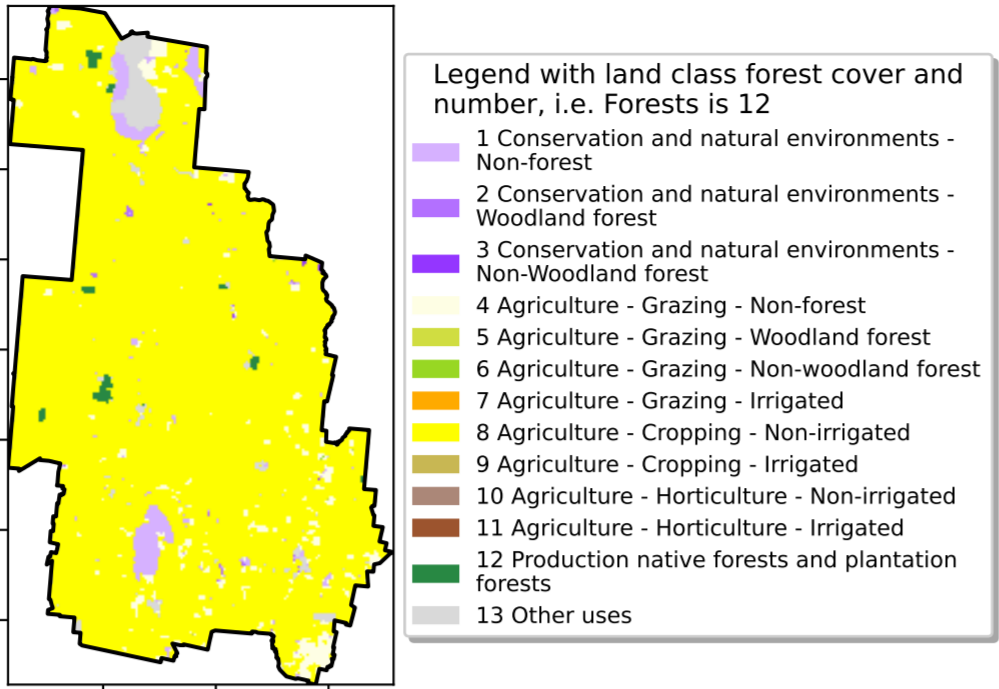 Legend with land class forest cover and
number, i.e. Forests is 12
1 Conservation and natural environments -
Non-forest
2 Conservation and natural environments -
Woodland forest
3 Conservation and natural environments -
Non-Woodland forest
4 Agriculture - Grazing - Non-forest
5 Agriculture - Grazing - Woodland forest
6 Agriculture - Grazing - Non-woodland forest
7 Agriculture - Grazing - Irrigated
8 Agriculture - Cropping - Non-irrigated
9 Agriculture - Cropping - Irrigated
10 Agriculture - Horticulture - Non-irrigated
11 Agriculture - Horticulture - Irrigated
12 Production native forests and plantation
forests
13 Other uses